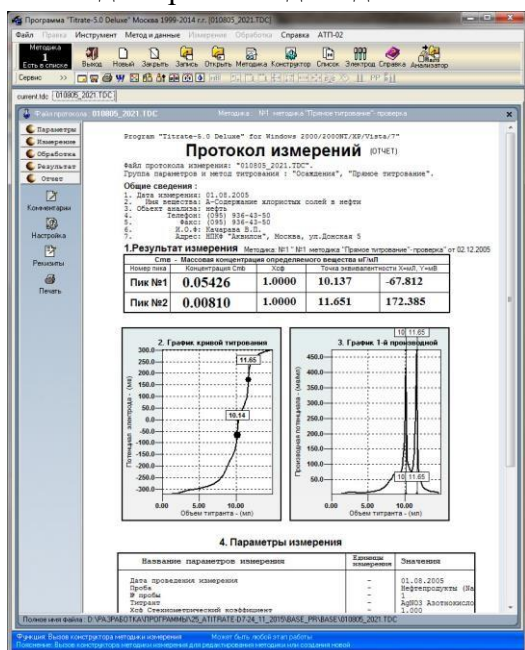 Программа "Titrate-5.0 Deluxe" Москва 1999-2014 г.г. [010805_2021.TDC]
Файл Правка Инструмент Метод и данные Измерение Обработка Справка АТП-02
Методика
1
Есть в списке
Выход Новый Закрыть Запись Открыть Методика Конструктор Список Электрод Справка Анализатор
Сервис >>
current.tdc 010805_2021.TDC
Файл протокола 010805_2021.TDC Методика №1 методика "Прямое титрование"- проверка
Параметры
Измерение
Обработка
Результат
Отчет
Комментарии
Настройка
Реквизиты
Печать
Program "Titrate-5.0 Deluxe" for Windows 2000/2000NT/XP/Vista/7"
Протокол измерений (ОТЧЕТ)
Файл протокола измерения: "010805_2021.TDC".
Группа параметров и метод титрования : "Осаждения", "Прямое титрование".
Общие сведения :
1. Дата измерения: 01.08.2005
2. Имя вещества: А-Содержание хлористых солей в нефти
3. Объект анализа: нефть
4. Телефон: (095) 936-43-50
5. Факс: (095) 936-43-50
6. И.О.Ф: Качарава В.П.
7. Адрес: НПКФ "Аквилон", Москва, ул.Донская 5
1.Результат измерения Методика №1 " №1 методика "Прямое титрование"- проверка" от 02.12.2005
Cmb - Массовая концентрация определяемого вещества мГ/мЛ
Номер пика Концентрация Cmb Xcф Точка эквивалентности X=мЛ, Y=мВ
Пик №1 0.05426 1.0000 10.137 -67.812
Пик №2 0.00810 1.0000 11.651 172.385
2. График кривой титрования
300.0
250.0
200.0
150.0
100.0
50.0
0.0
-50.0
-100.0
-150.0
-200.0
-250.0
-300.0
11.65
10.14
Потенциал электрода - (мв)
0.00 5.00 10.00
Объем титранта - (мл)
3. График 1-й производной
10 11.65
450.0
400.0
350.0
300.0
250.0
200.0
150.0
100.0
50.0
10 11.65
Производная потенциала - (мв/мл)
0.00 5.00 10.00
Объем титранта - (мл)
4. Параметры измерения
Название параметров измерения Единицы измерения Значения
Дата проведения измерения - 01.08.2005
Проба - Нефтепродукты (На
№ пробы - 1
Титрант - AgNO3 Азотнокисло
Хсф Стехиометрический коэффициент - 1.000
Полное имя файла : D:\РАЗРАБОТКА\ПРОГРАММЫ\25_ATITRATE-D7-24_11_2015\BASE_PR\BASE\010805_2021.TDC
Функция: Вызов конструктора методики измерения Может быть любой этап работы
Пояснение: Вызов конструктора методики измерения для редактирования методики или создания новой